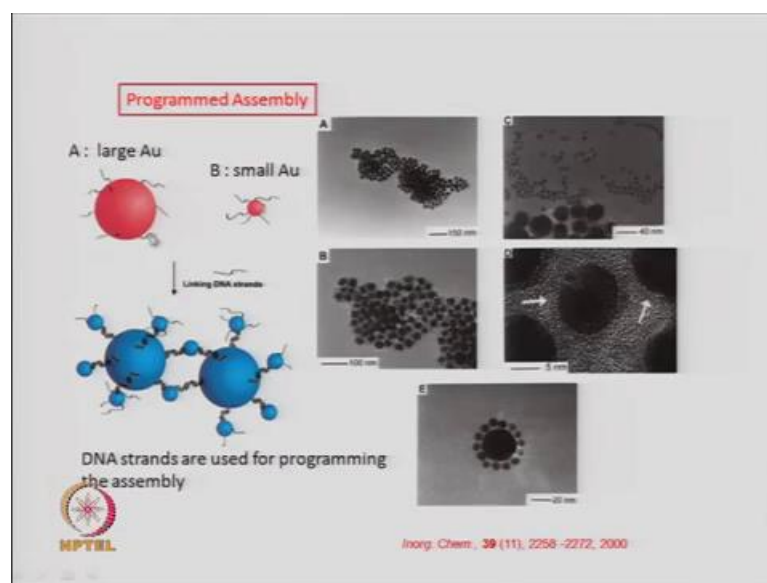 Programmed Assembly
A : large Au
B : small Au
Linking DNA strands
DNA strands are used for programming
the assembly
A
150 nm
C
40 nm
B
100 nm
D
5 nm
E
20 nm
NPTEL
Inorg. Chem., 39 (11), 2258 -2272, 2000